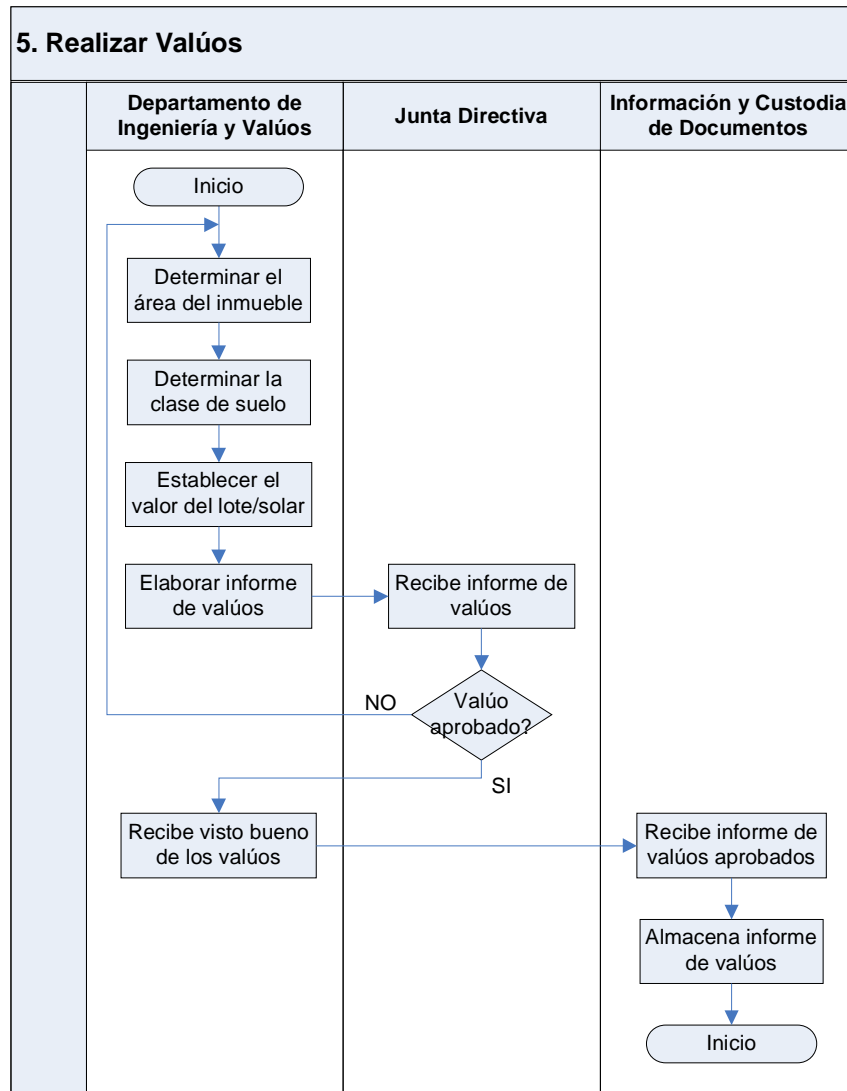 5. Realizar Valúos
Departamento de
Ingeniería y Valúos
Junta Directiva
Información y Custodia
de Documentos
Inicio
Determinar el
área del inmueble
Determinar la
clase de suelo
Establecer el
valor del lote/solar
Elaborar informe
de valúos
Recibe informe de
valúos
Valúo
aprobado?
NO
SI
Recibe visto bueno
de los valúos
Recibe informe de
valúos aprobados
Almacena informe
de valúos
Inicio